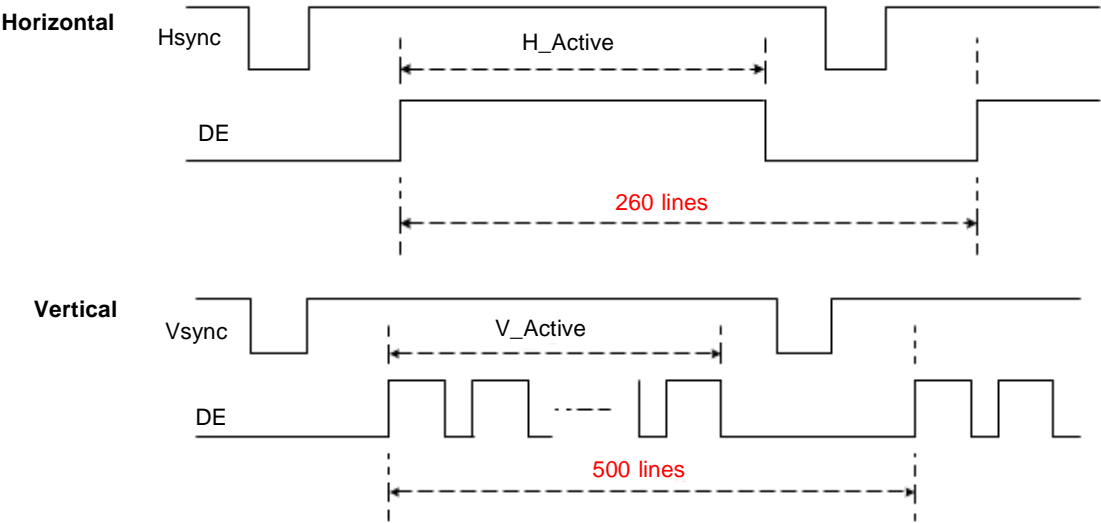 Horizontal
Hsync
H_Active
DE
260 lines
Vertical
Vsync
V_Active
DE
500 lines